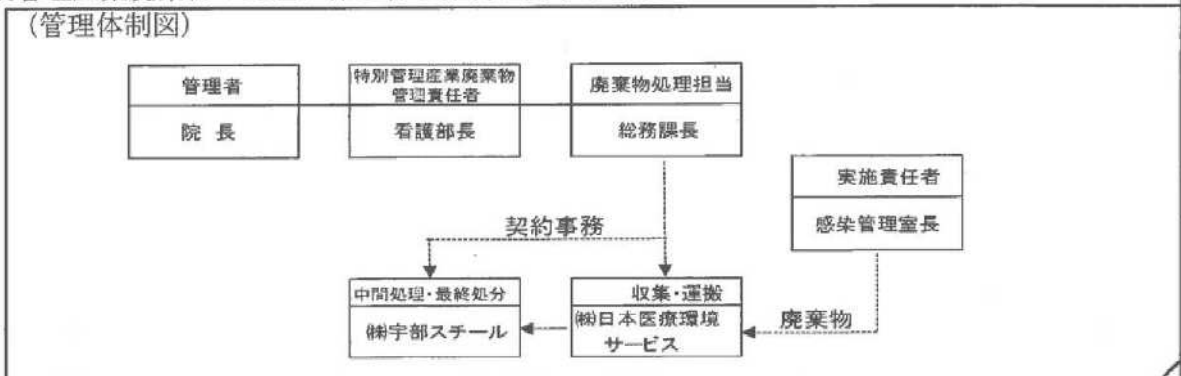 (管理体制図)
管理者
院 長
特別管理産業廃棄物
管理責任者
看護部長
廃棄物処理担当
総務課長
実施責任者
感染管理室長
契約事務
中間処理・最終処分
㈱宇部スチール
収集・運搬
㈱日本医療環境
サービス
廃棄物